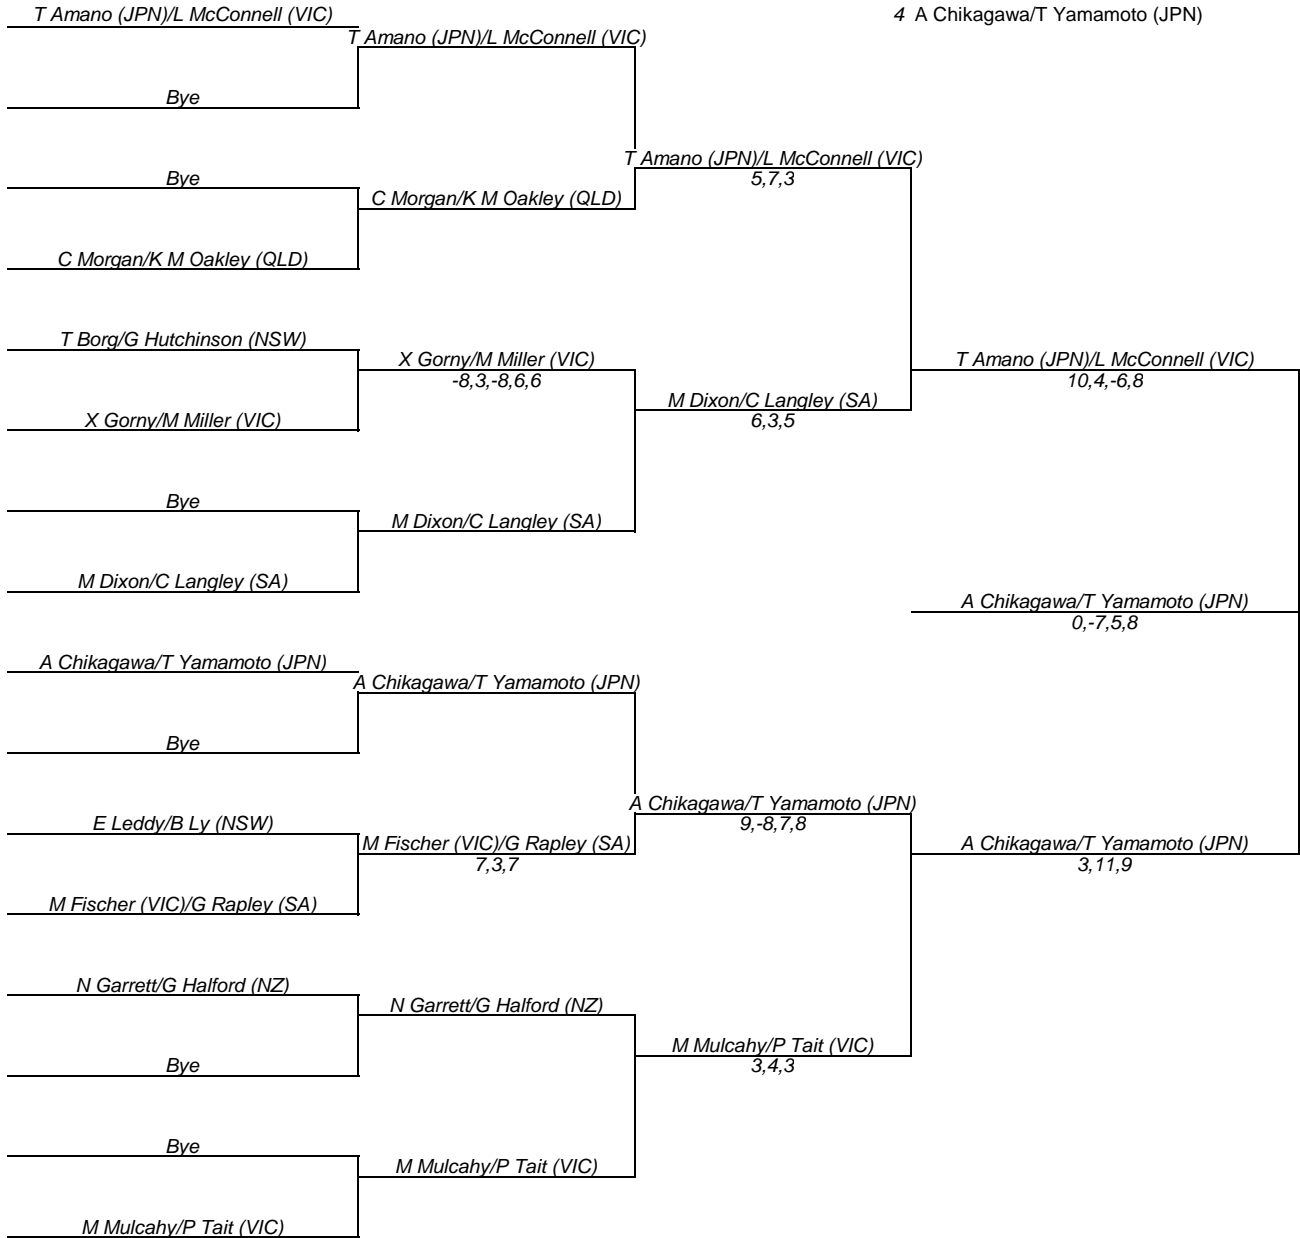 T Amano (JPN)/L McConnell (VIC)
4 A Chikagawa/T Yamamoto (JPN)
T Amano (JPN)/L McConnell (VIC)
Bye
T Amano (JPN)/L McConnell (VIC)
5,7,3
Bye
C Morgan/K M Oakley (QLD)
C Morgan/K M Oakley (QLD)
T Borg/G Hutchinson (NSW)
X Gorny/M Miller (VIC)
-8,3,-8,6,6
T Amano (JPN)/L McConnell (VIC)
10,4,-6,8
M Dixon/C Langley (SA)
6,3,5
X Gorny/M Miller (VIC)
Bye
M Dixon/C Langley (SA)
M Dixon/C Langley (SA)
A Chikagawa/T Yamamoto (JPN)
0,-7,5,8
A Chikagawa/T Yamamoto (JPN)
A Chikagawa/T Yamamoto (JPN)
Bye
A Chikagawa/T Yamamoto (JPN)
9,-8,7,8
E Leddy/B Ly (NSW)
M Fischer (VIC)/G Rapley (SA)
7,3,7
A Chikagawa/T Yamamoto (JPN)
3,11,9
M Fischer (VIC)/G Rapley (SA)
N Garrett/G Halford (NZ)
N Garrett/G Halford (NZ)
M Mulcahy/P Tait (VIC)
3,4,3
Bye
Bye
M Mulcahy/P Tait (VIC)
M Mulcahy/P Tait (VIC)